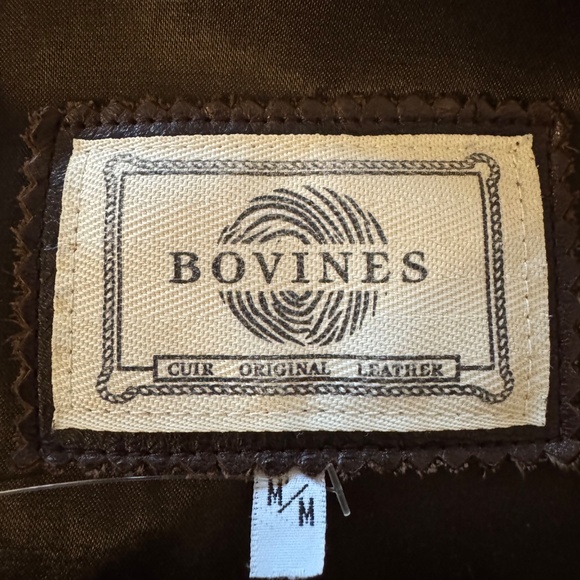 BOVINES
CUIR ORIGINAL LEATHER
M/M